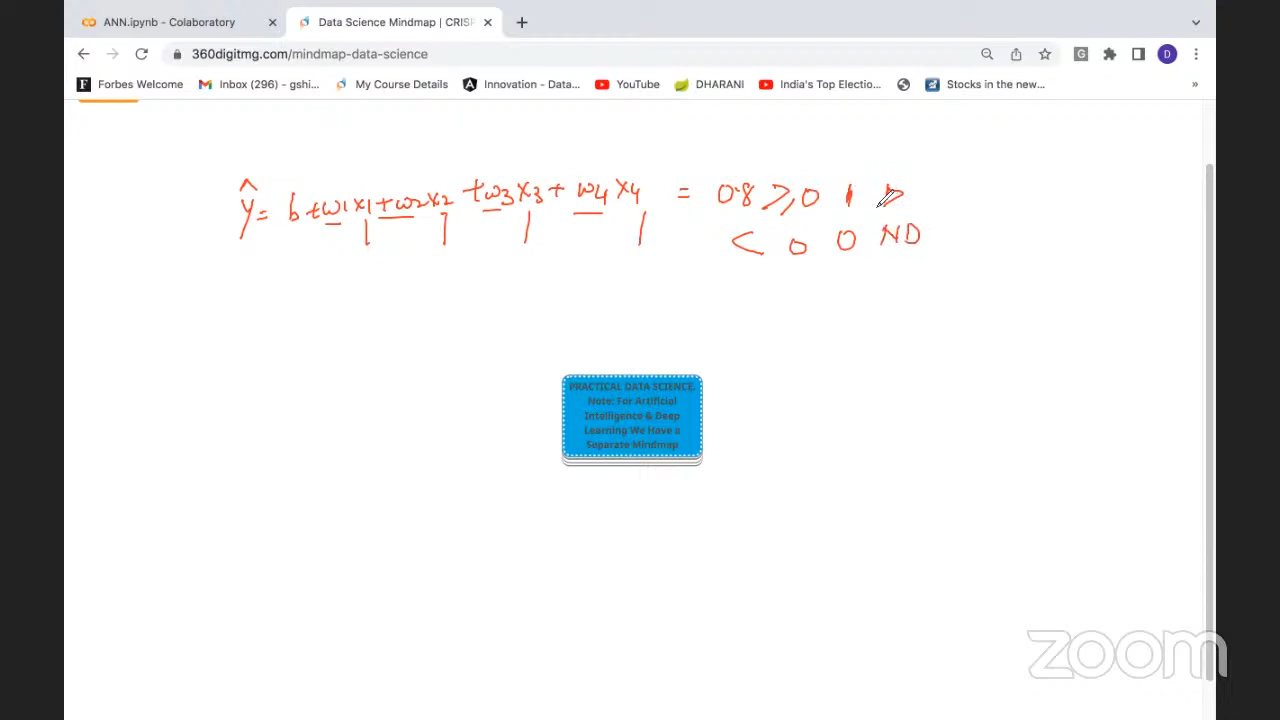 ANN.ipynb - Colaboratory
Data Science Mindmap | CRISP
360digitmg.com/mindmap-data-science
G
D
Forbes Welcome
Inbox (296) - gshi...
My Course Details
Innovation - Data...
YouTube
DHARANI
India's Top Electio...
Stocks in the new...
»
ŷ = b + w1x1 + w2x2 + w3x3 + w4x4 = 0.8 ≥ 0 1 D
< 0 0 ND
PRACTICAL DATA SCIENCE.
Note: For Artificial
Intelligence & Deep
Learning We Have a
Separate Mindmap
zoom